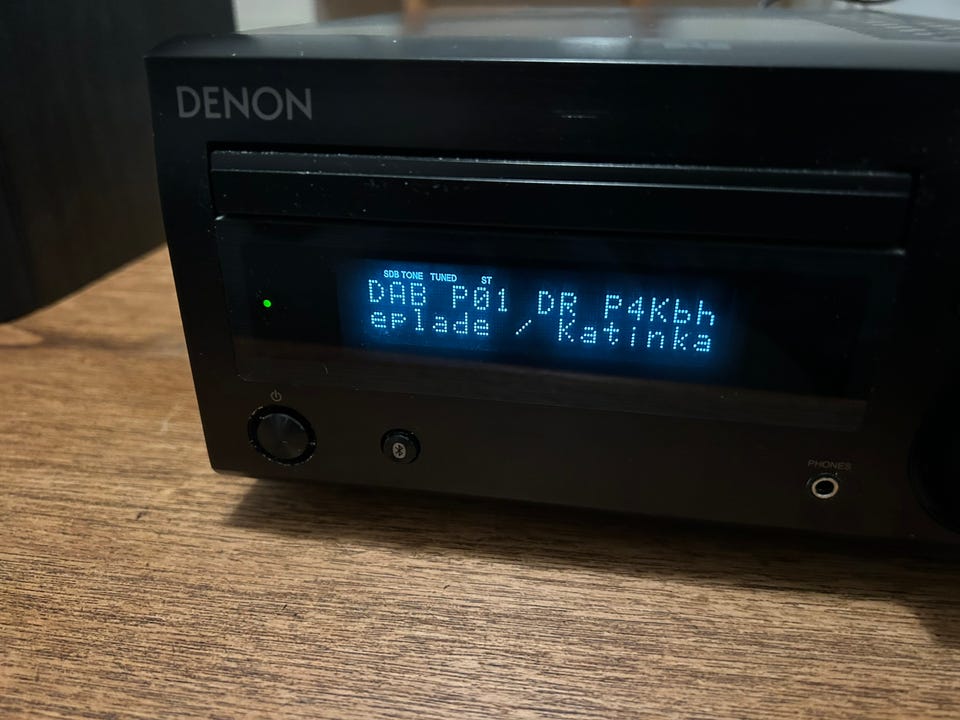 DENON
SDB TONE TUNED ST
DAB P01 DR P4Kbh
eplade / Katinka
PHONES